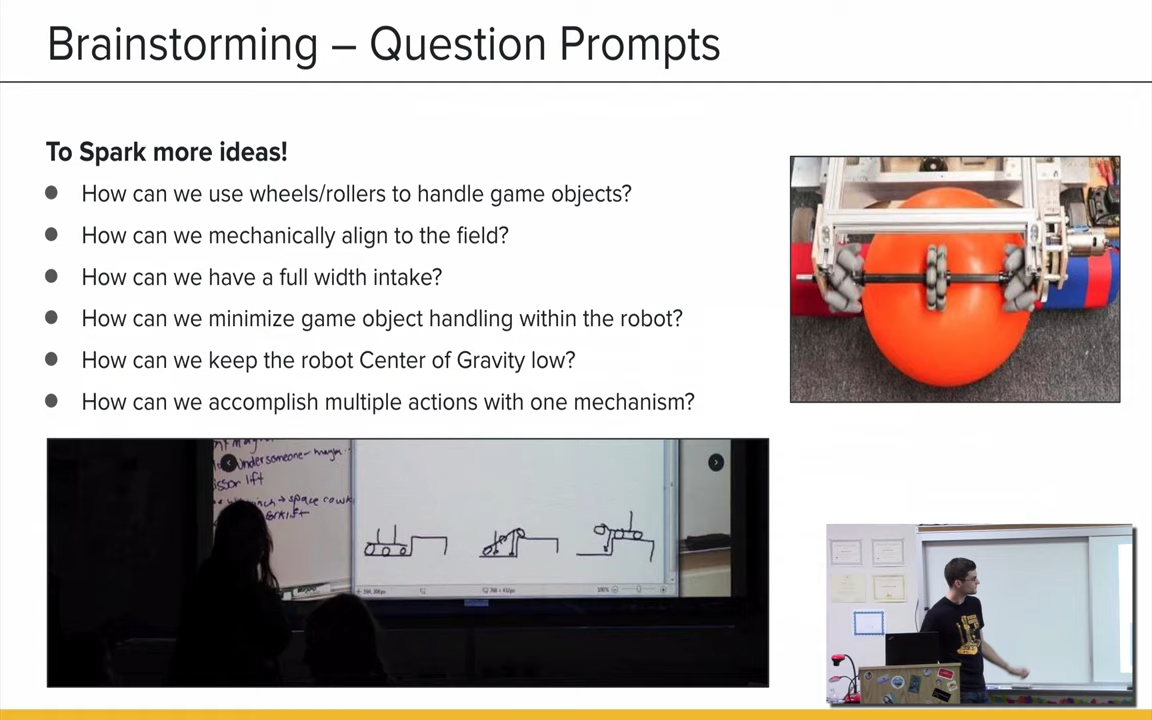 Brainstorming – Question Prompts
To Spark more ideas!
● How can we use wheels/rollers to handle game objects?
● How can we mechanically align to the field?
● How can we have a full width intake?
● How can we minimize game object handling within the robot?
● How can we keep the robot Center of Gravity low?
● How can we accomplish multiple actions with one mechanism?
under someone-
lift
→ space
100%